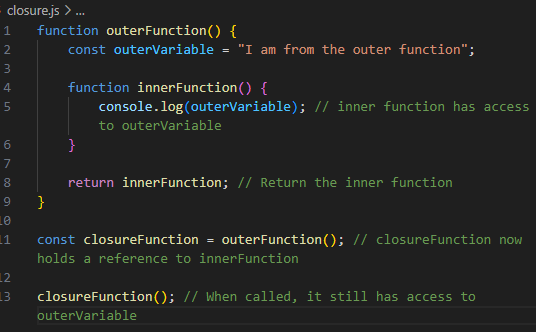 closure.js > ...
1 function outerFunction() {
2 const outerVariable = "I am from the outer function";
3
4 function innerFunction() {
5 console.log(outerVariable); // inner function has access
to outerVariable
6 }
7
8 return innerFunction; // Return the inner function
9 }
10
11 const closureFunction = outerFunction(); // closureFunction now
holds a reference to innerFunction
12
13 closureFunction(); // When called, it still has access to
outerVariable